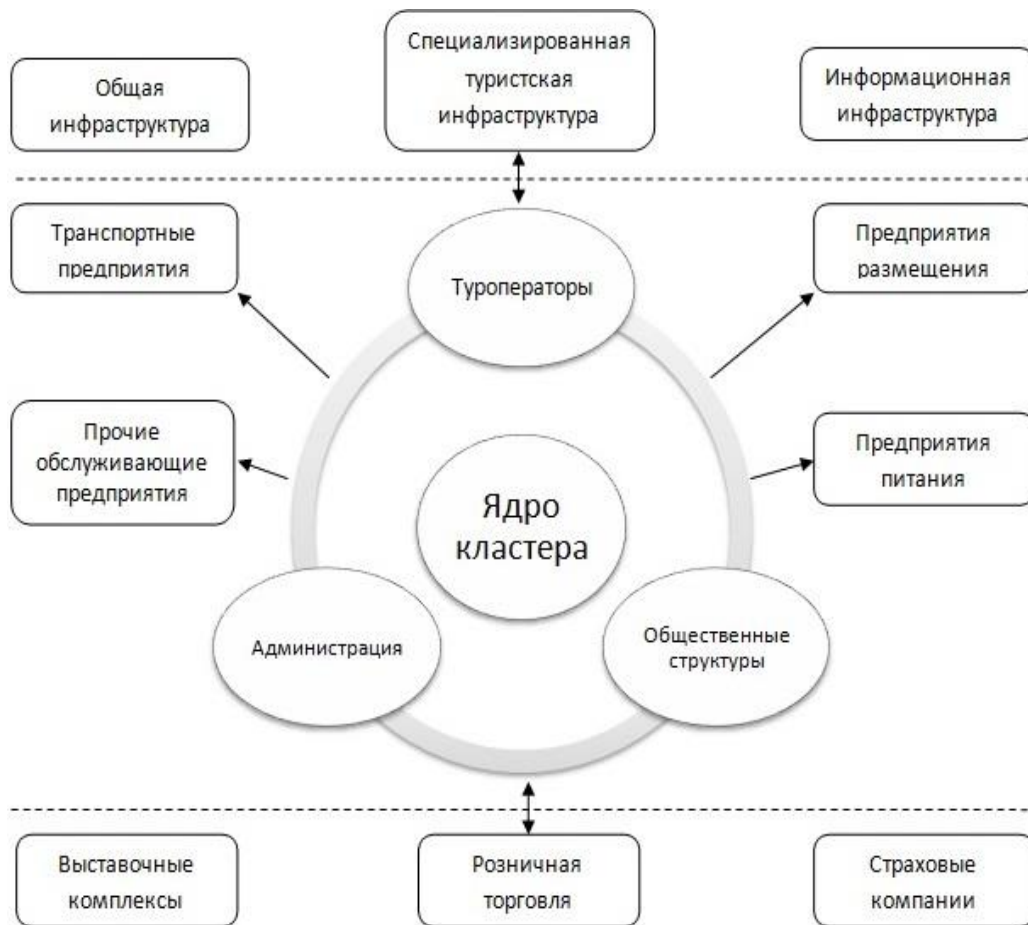 Общая
инфраструктура
Специализированная
туристская
инфраструктура
Информационная
инфраструктура
Транспортные
предприятия
Туроператоры
Предприятия
размещения
Прочие
обслуживающие
предприятия
Ядро
кластера
Предприятия
питания
Администрация
Общественные
структуры
Выставочные
комплексы
Розничная
торговля
Страховые
компании